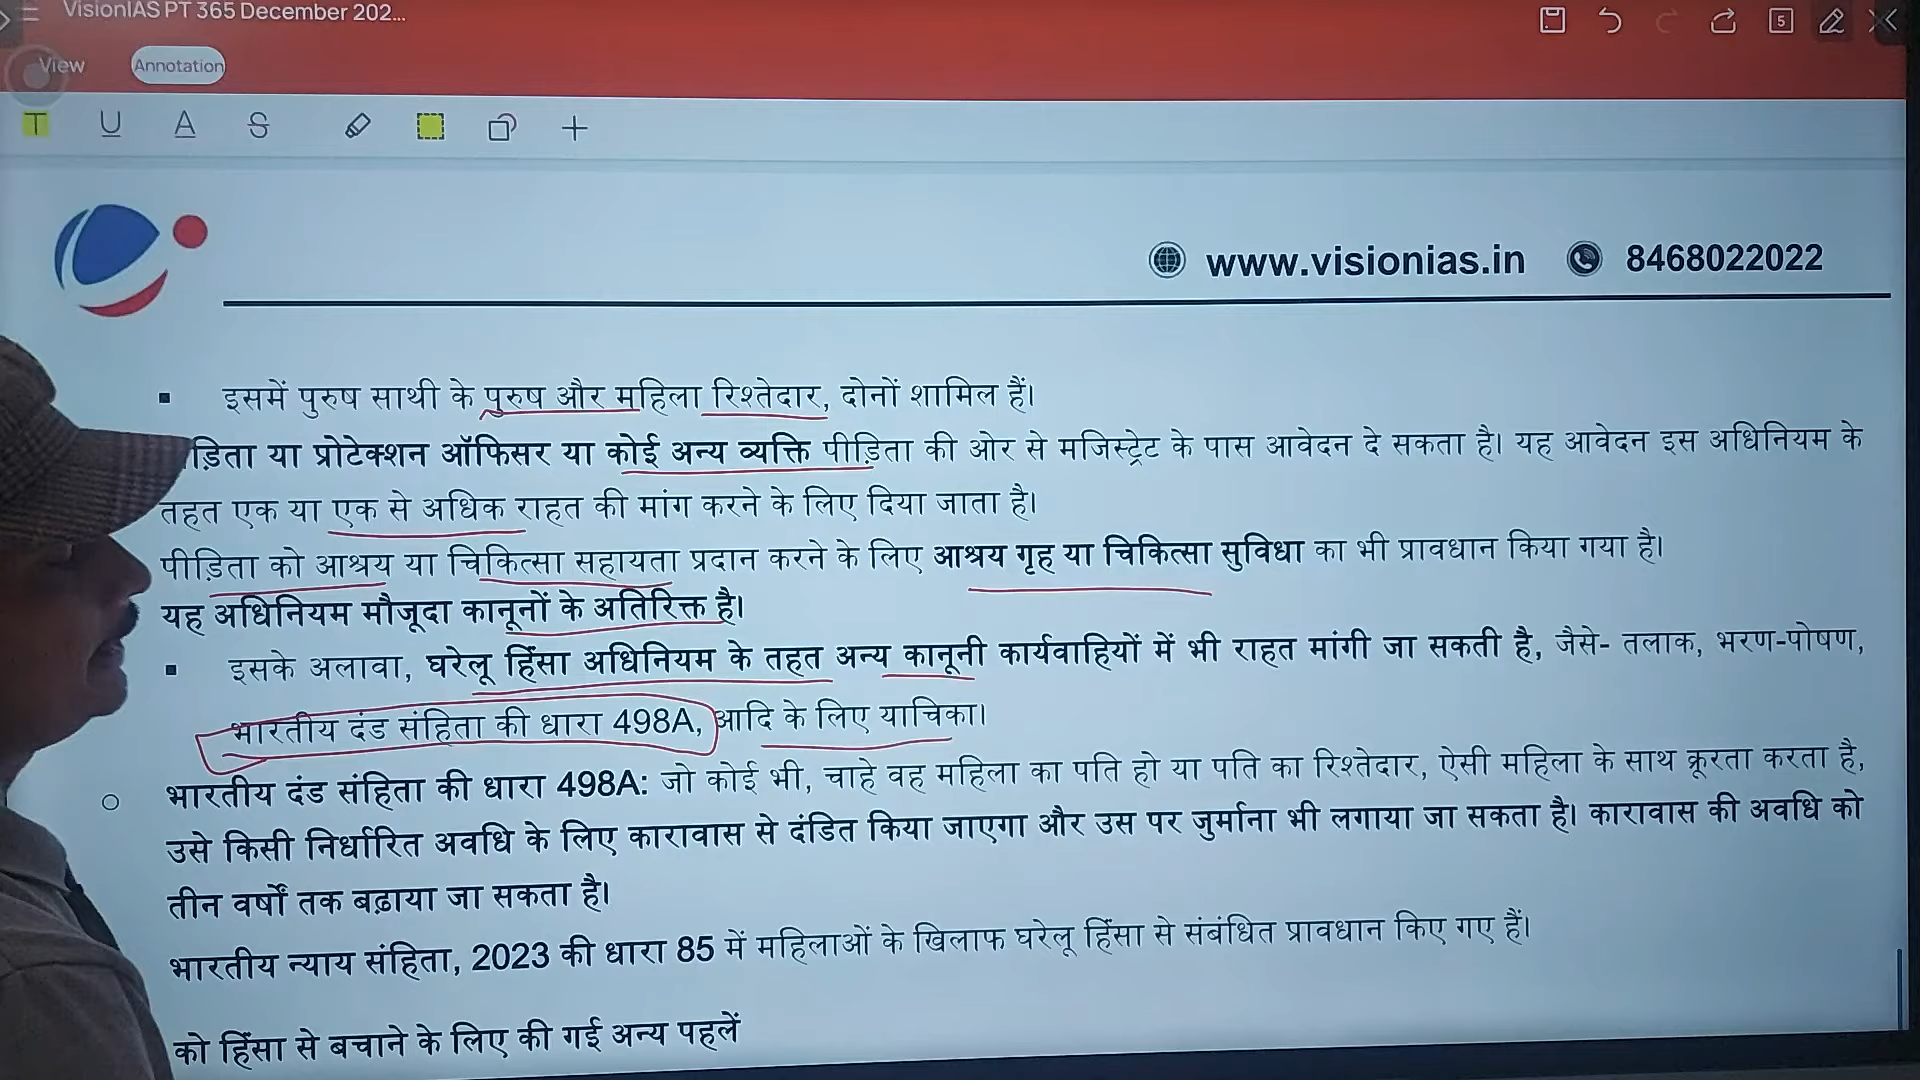 VisionIAS PT 365 December 202...
5
View
Annotation
T U A S
www.visionias.in 8468022022
इसमें पुरुष साथी के पुरुष और महिला रिश्तेदार, दोनों शामिल हैं।
या प्रोटेक्शन ऑफिसर या कोई अन्य व्यक्ति पीड़िता की ओर से मजिस्ट्रेट के पास आवेदन दे सकता है। यह आवेदन इस अधिनियम के
तहत एक या एक से अधिक राहत की मांग करने के लिए दिया जाता है।
पीड़िता को आश्रय या चिकित्सा सहायता प्रदान करने के लिए आश्रय गृह या चिकित्सा सुविधा का भी प्रावधान किया गया है।
यह अधिनियम मौजूदा कानूनों के अतिरिक्त है।
इसके अलावा, घरेलू हिंसा अधिनियम के तहत अन्य कानूनी कार्यवाहियों में भी राहत मांगी जा सकती है, जैसे- तलाक, भरण-पोषण,
भारतीय दंड संहिता की धारा 498A, आदि के लिए याचिका।
भारतीय दंड संहिता की धारा 498A: जो कोई भी, चाहे वह महिला का पति हो या पति का रिश्तेदार, ऐसी महिला के साथ क्रूरता करता है,
उसे किसी निर्धारित अवधि के लिए कारावास से दंडित किया जाएगा और उस पर जुर्माना भी लगाया जा सकता है। कारावास की अवधि को
तीन वर्षों तक बढ़ाया जा सकता है।
भारतीय न्याय संहिता, 2023 की धारा 85 में महिलाओं के खिलाफ घरेलू हिंसा से संबंधित प्रावधान किए गए हैं।
को हिंसा से बचाने के लिए की गई अन्य पहलें